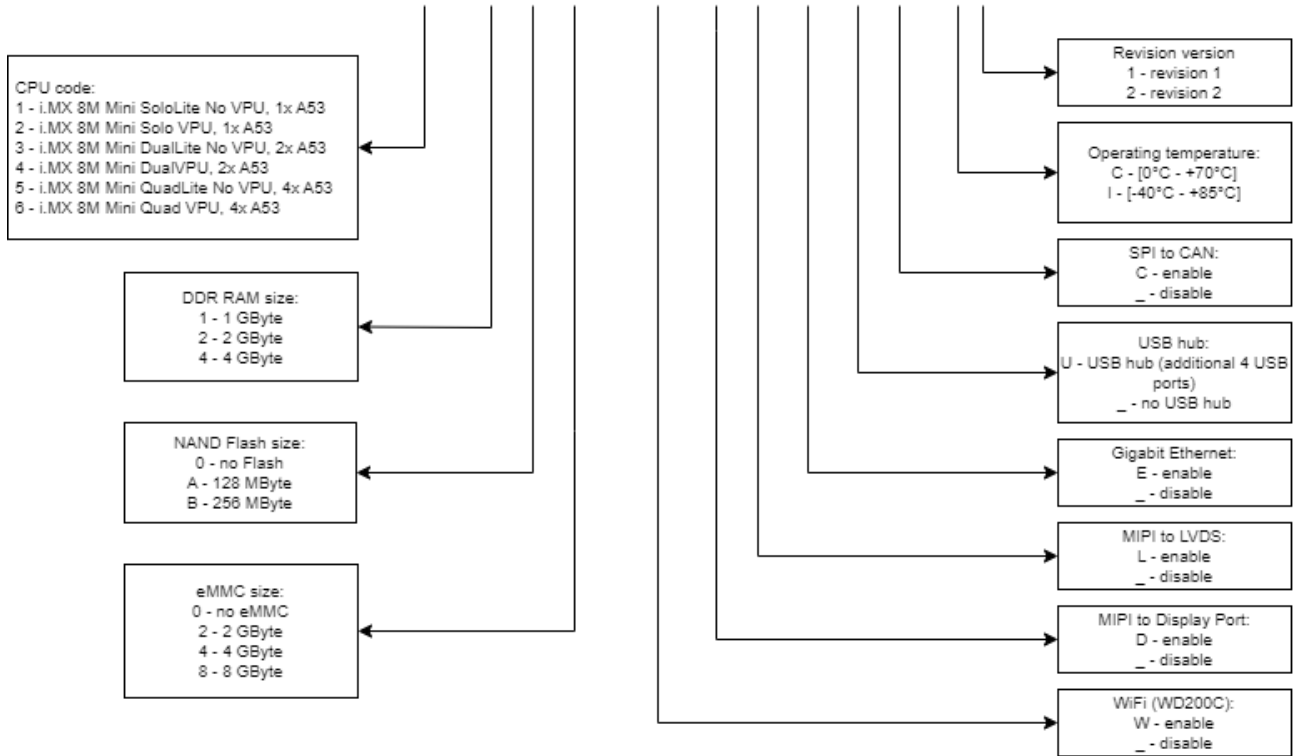 CPU code:
1 - i.MX 8M Mini SoloLite No VPU, 1x A53
2 - i.MX 8M Mini Solo VPU, 1x A53
3 - i.MX 8M Mini DualLite No VPU, 2x A53
4 - i.MX 8M Mini DualVPU, 2x A53
5 - i.MX 8M Mini QuadLite No VPU, 4x A53
6 - i.MX 8M Mini Quad VPU, 4x A53
DDR RAM size:
1 - 1 GByte
2 - 2 GByte
4 - 4 GByte
NAND Flash size:
0 - no Flash
A - 128 MByte
B - 256 MByte
eMMC size:
0 - no eMMC
2 - 2 GByte
4 - 4 GByte
8 - 8 GByte
Revision version
1 - revision 1
2 - revision 2
Operating temperature:
C - [0°C - +70°C]
I - [-40°C - +85°C]
SPI to CAN:
C - enable
_ - disable
USB hub:
U - USB hub (additional 4 USB
ports)
_ - no USB hub
Gigabit Ethernet:
E - enable
_ - disable
MIPI to LVDS:
L - enable
_ - disable
MIPI to Display Port:
D - enable
_ - disable
WiFi (WD200C):
W - enable
_ - disable